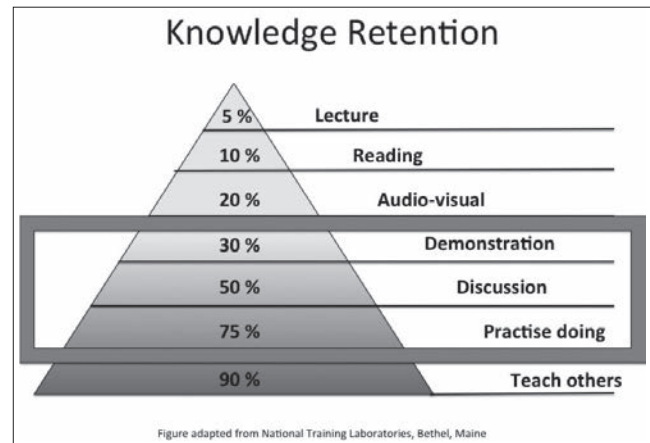 Knowledge Retention
5 % Lecture
10 % Reading
20 % Audio-visual
30 % Demonstration
50 % Discussion
75 % Practise doing
90 % Teach others
Figure adapted from National Training Laboratories, Bethel, Maine